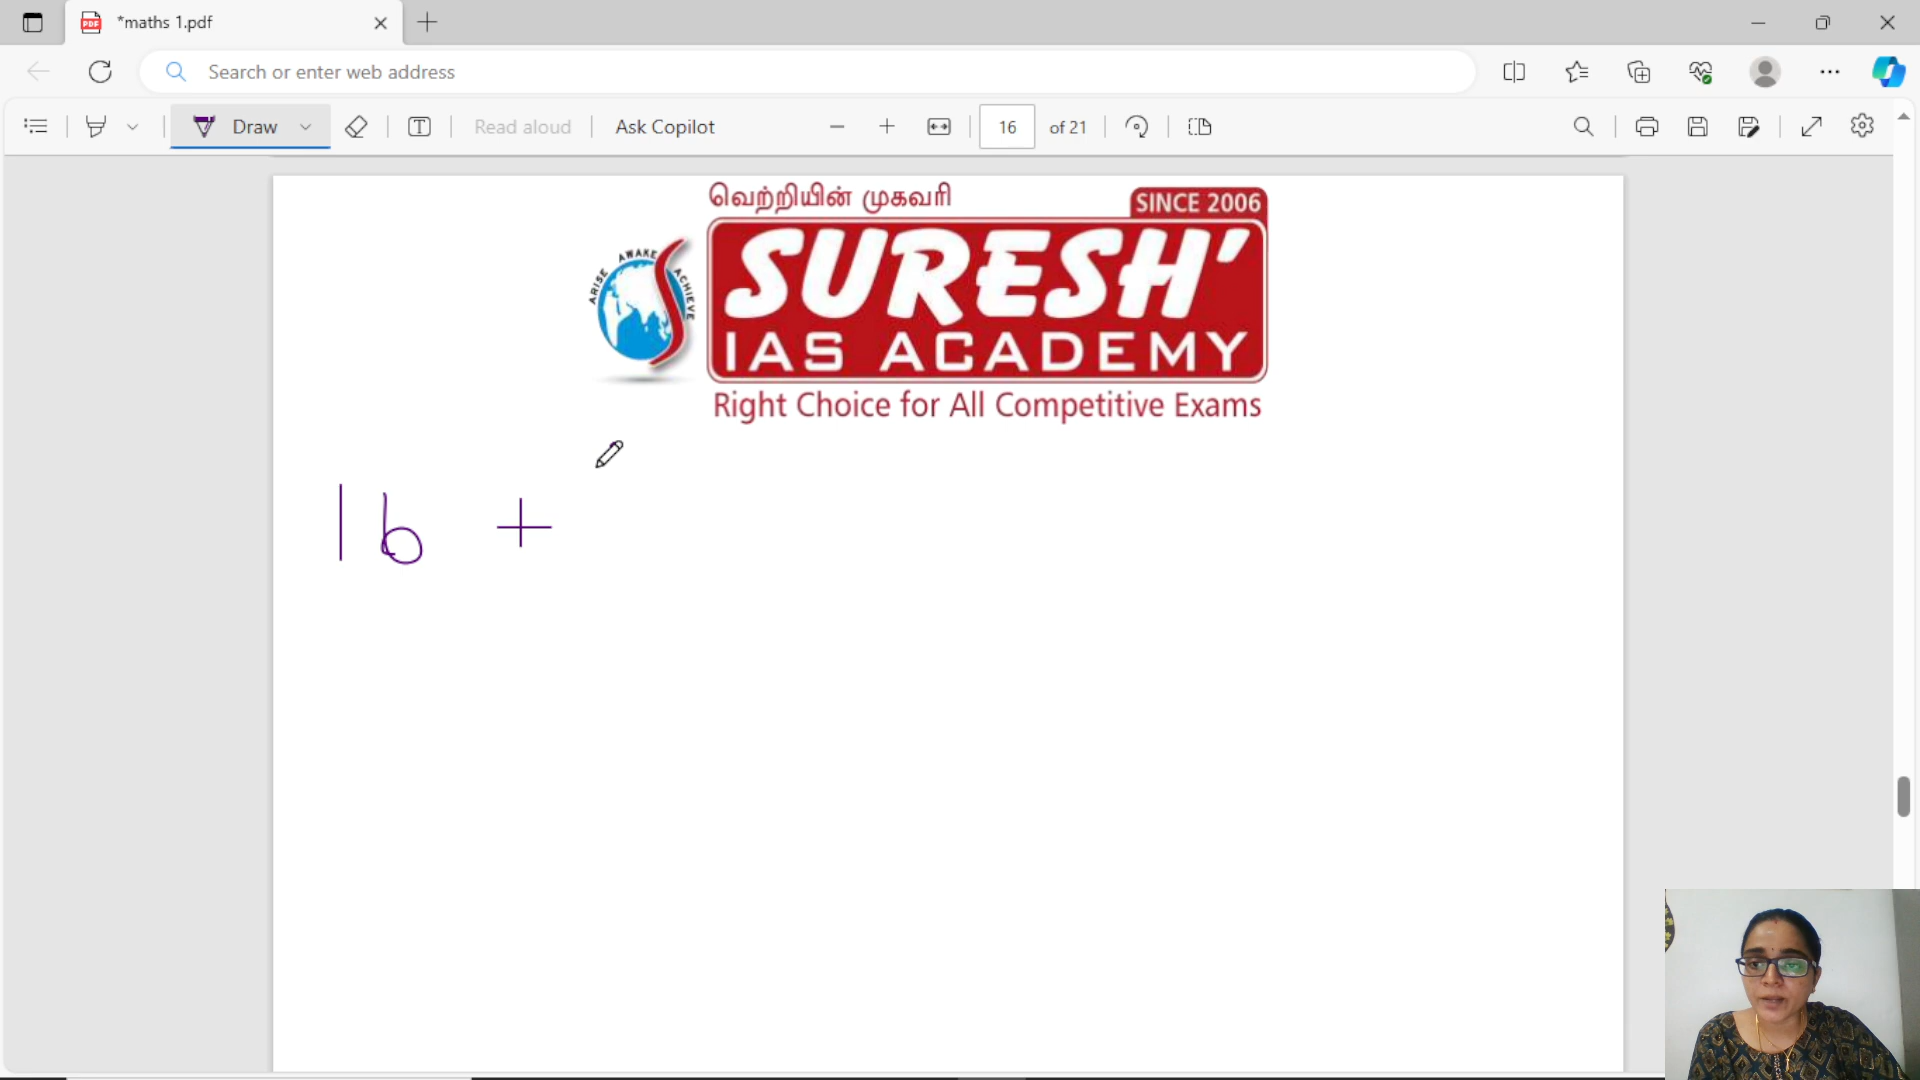 *maths 1.pdf
Search or enter web address
Draw
Read aloud
Ask Copilot
16 of 21
வெற்றியின் முகவரி
SINCE 2006
ARISE AWAKE ACHIEVE
SURESH'
IAS ACADEMY
Right Choice for All Competitive Exams
16 +